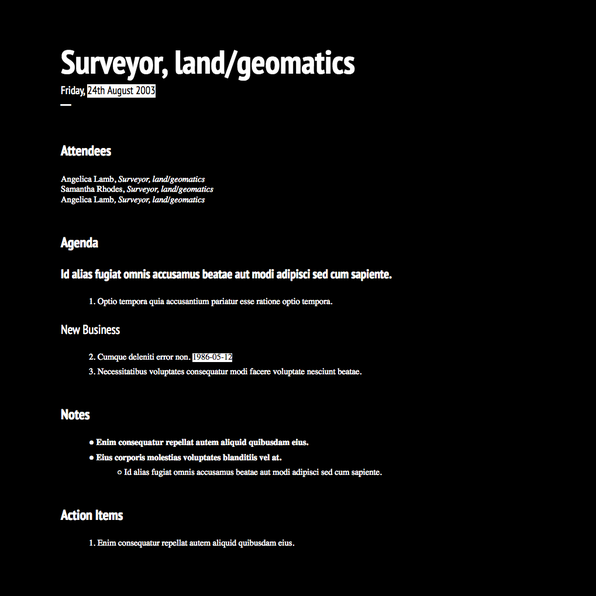 Surveyor, land/geomatics
Friday, 24th August 2003
Attendees
Angelica Lamb, Surveyor, land/geomatics
Samantha Rhodes, Surveyor, land/geomatics
Angelica Lamb, Surveyor, land/geomatics
Agenda
Id alias fugiat omnis accusamus beatae aut modi adipisci sed cum sapiente.
1. Optio tempora quia accusantium pariatur esse ratione optio tempora.
New Business
2. Cumque deleniti error non. 1986-05-12
3. Necessitatibus voluptates consequatur modi facere voluptate nesciunt beatae.
Notes
● Enim consequatur repellat autem aliquid quibusdam eius.
● Eius corporis molestias voluptates blanditiis vel at.
○ Id alias fugiat omnis accusamus beatae aut modi adipisci sed cum sapiente.
Action Items
1. Enim consequatur repellat autem aliquid quibusdam eius.